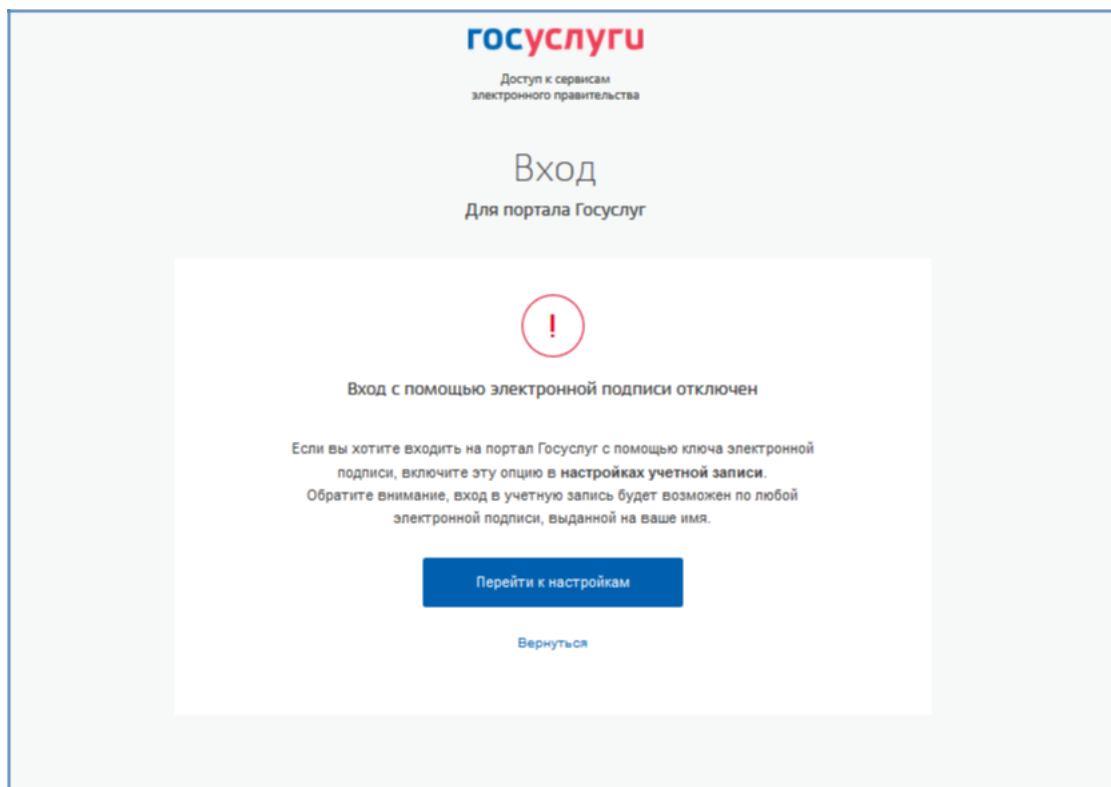 госуслуги
Доступ к сервисам
электронного правительства
Вход
Для портала Госуслуг
!
Вход с помощью электронной подписи отключен
Если вы хотите входить на портал Госуслуг с помощью ключа электронной
подписи, включите эту опцию в настройках учетной записи.
Обратите внимание, вход в учетную запись будет возможен по любой
электронной подписи, выданной на ваше имя.
Перейти к настройкам
Вернуться